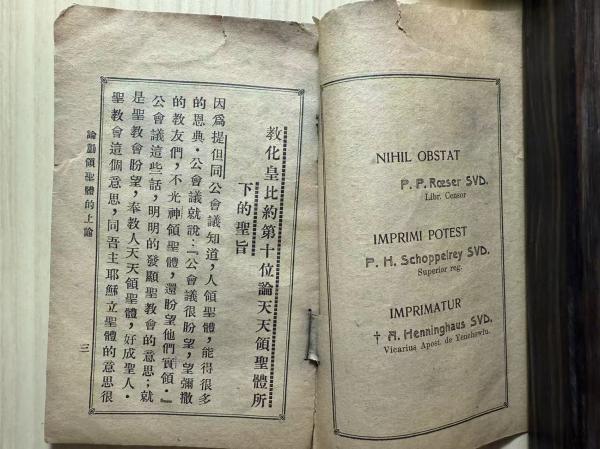 教化皇比約第十位論天天領聖體所
下的聖旨
因爲提但同公會議知道，人領聖體，能得很多
的恩典．公會議就說：「公會議很盼望，望彌撒
的教友們，不光神領聖體，還盼望他們實領．」
公會議這些話，明明的發顯聖教會的意思；就
是聖教會盼望，奉教人天天領聖體，好成聖人．
聖教會這個意思，同吾主耶穌立聖體的意思很
論勤領聖體的上諭
三
NIHIL OBSTAT
P. P. Rœser SVD.
Libr. Censor
IMPRIMI POTEST
P. H. Schoppelrey SVD.
Superior reg.
IMPRIMATUR
† A. Henninghaus SVD.
Vicarius Apost. de Yenchowfu.